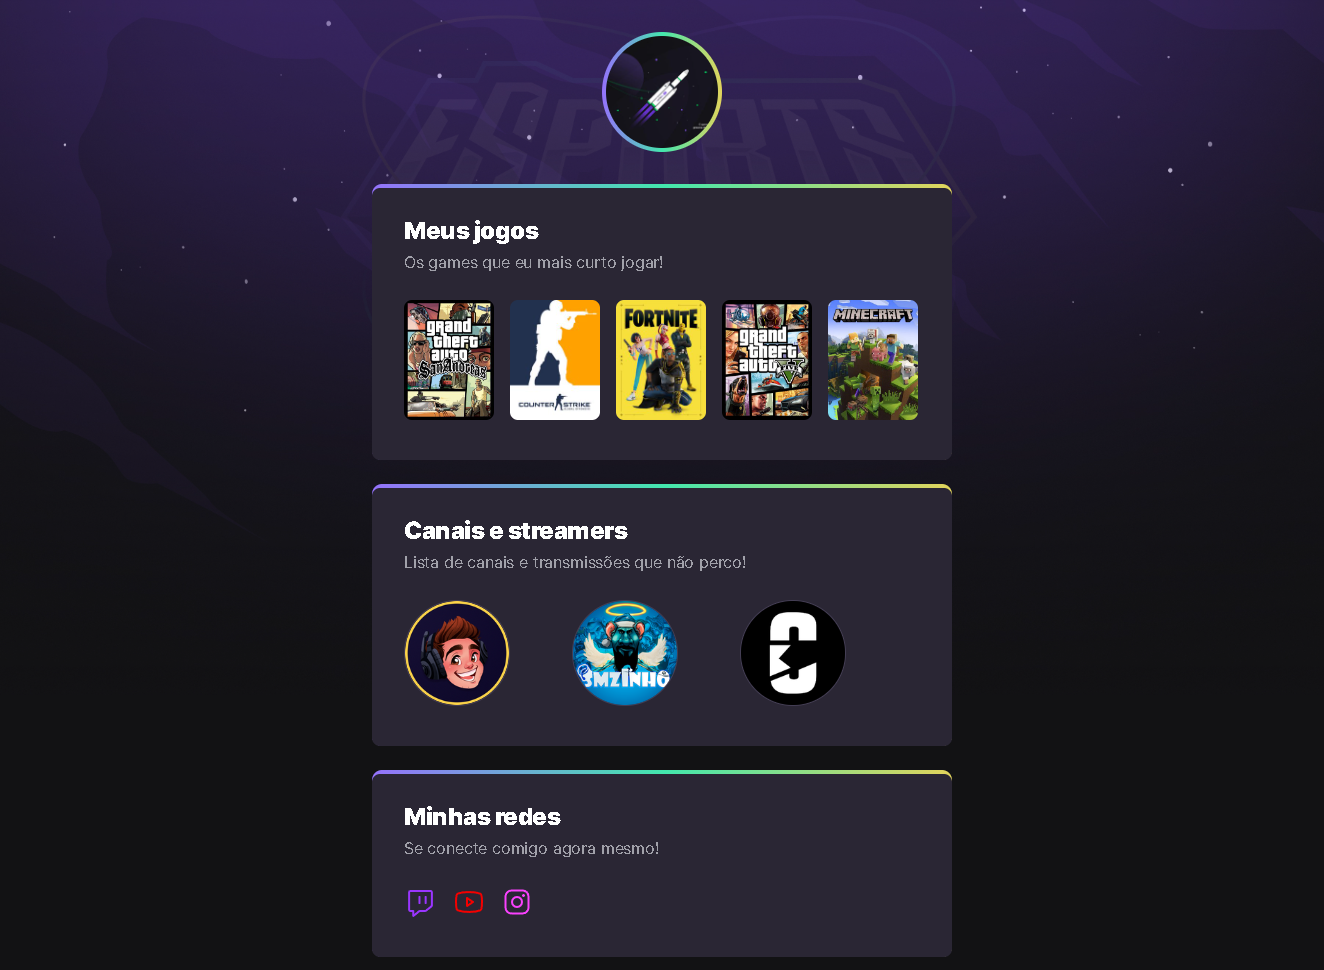 ESPORTS
Meus jogos
Os games que eu mais curto jogar!
grand
theft
auto
San Andreas
COUNTER STRIKE
FORTNITE
grand
theft
auto
V
FIVE
MINECRAFT
Canais e streamers
Lista de canais e transmissões que não perco!
SMZINHO
Minhas redes
Se conecte comigo agora mesmo!